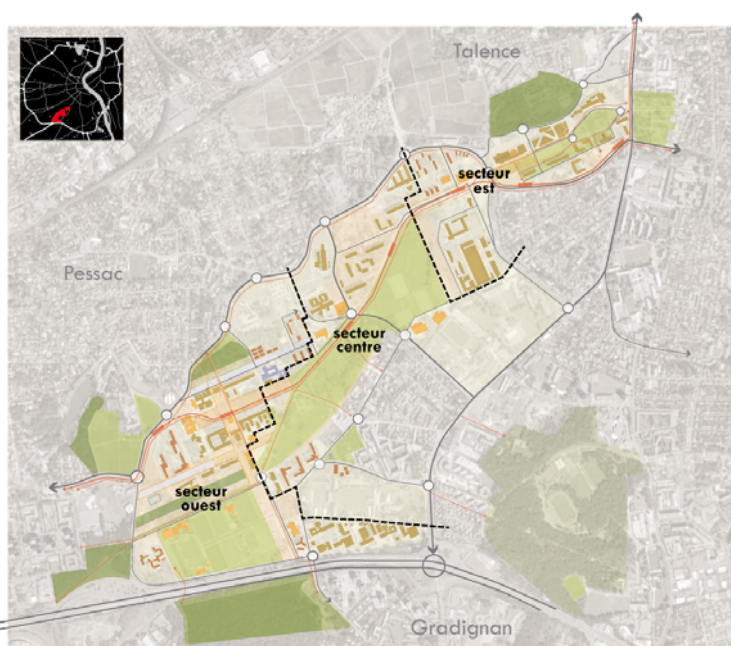 Talence
secteur
est
Pessac
secteur
centre
secteur
ouest
Gradignan